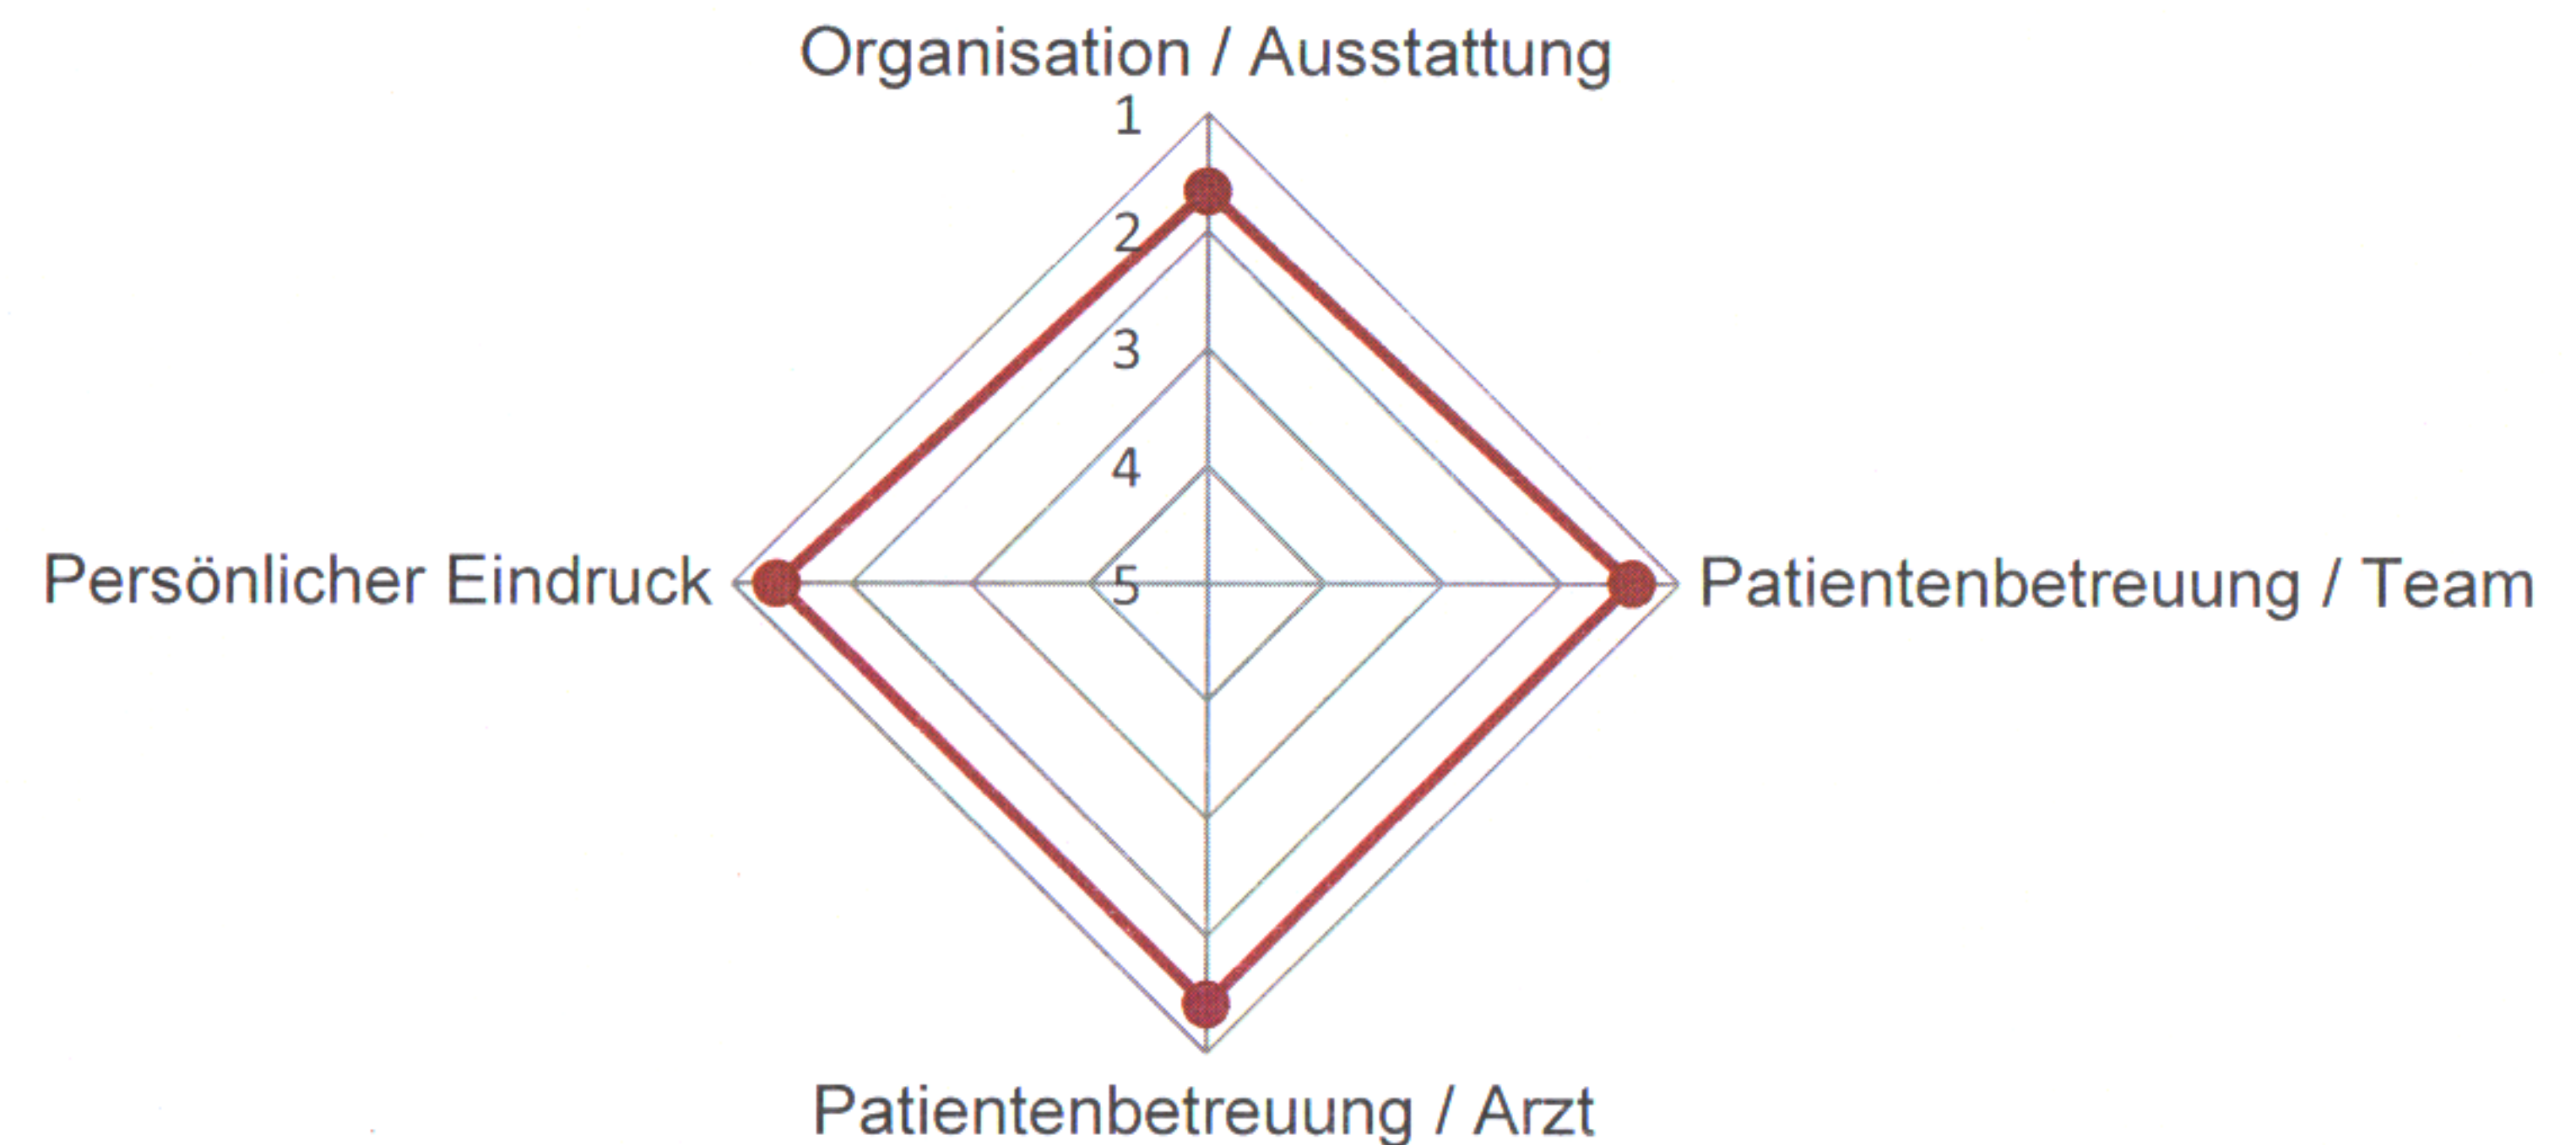 Organisation / Ausstattung
1
2
3
4
5
Persönlicher Eindruck
Patientenbetreuung / Team
Patientenbetreuung / Arzt